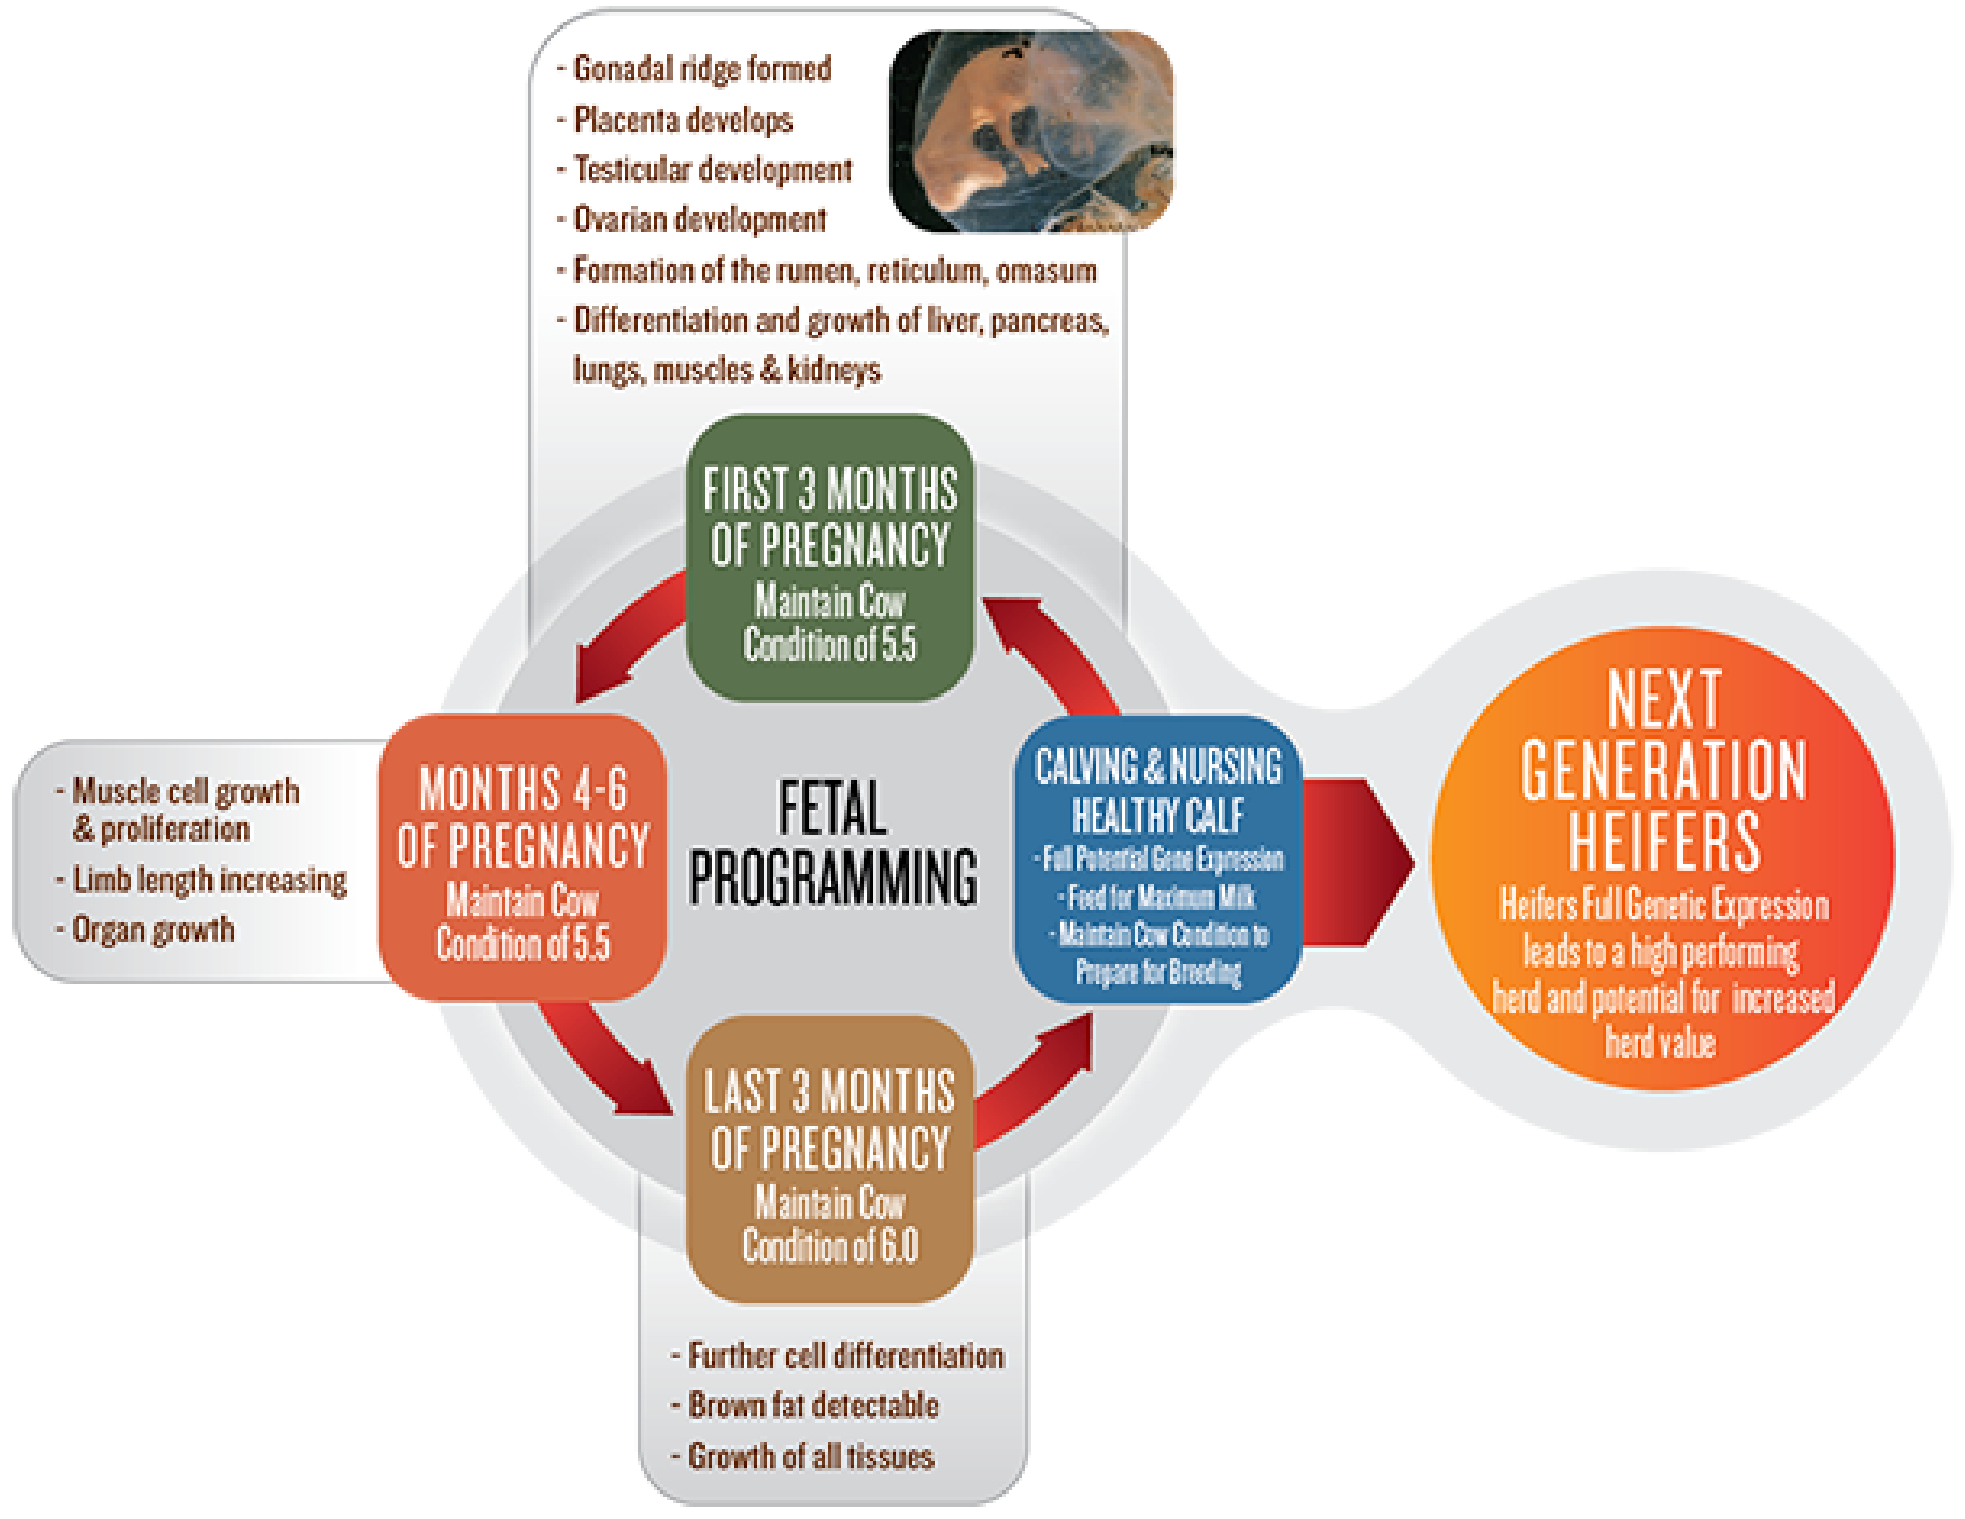 - Gonadal ridge formed
- Placenta develops
- Testicular development
- Ovarian development
- Formation of the rumen, reticulum, omasum
- Differentiation and growth of liver, pancreas,
lungs, muscles & kidneys
FIRST 3 MONTHS
OF PREGNANCY
Maintain Cow
Condition of 5.5
- Muscle cell growth
& proliferation
- Limb length increasing
- Organ growth
MONTHS 4-6
OF PREGNANCY
Maintain Cow
Condition of 5.5
FETAL
PROGRAMMING
CALVING & NURSING
HEALTHY CALF
- Full Potential Gene Expression
- Feed for Maximum Milk
- Maintain Cow Condition to
Prepare for Breeding
NEXT
GENERATION
HEIFERS
Heifers Full Genetic Expression
leads to a high performing
herd and potential for increased
herd value
LAST 3 MONTHS
OF PREGNANCY
Maintain Cow
Condition of 6.0
- Further cell differentiation
- Brown fat detectable
- Growth of all tissues